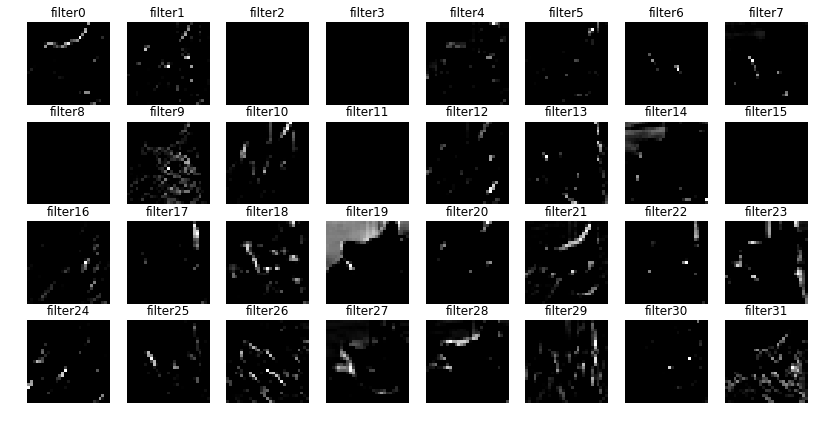 filter0 filter1 filter2 filter3 filter4 filter5 filter6 filter7
filter8 filter9 filter10 filter11 filter12 filter13 filter14 filter15
filter16 filter17 filter18 filter19 filter20 filter21 filter22 filter23
filter24 filter25 filter26 filter27 filter28 filter29 filter30 filter31